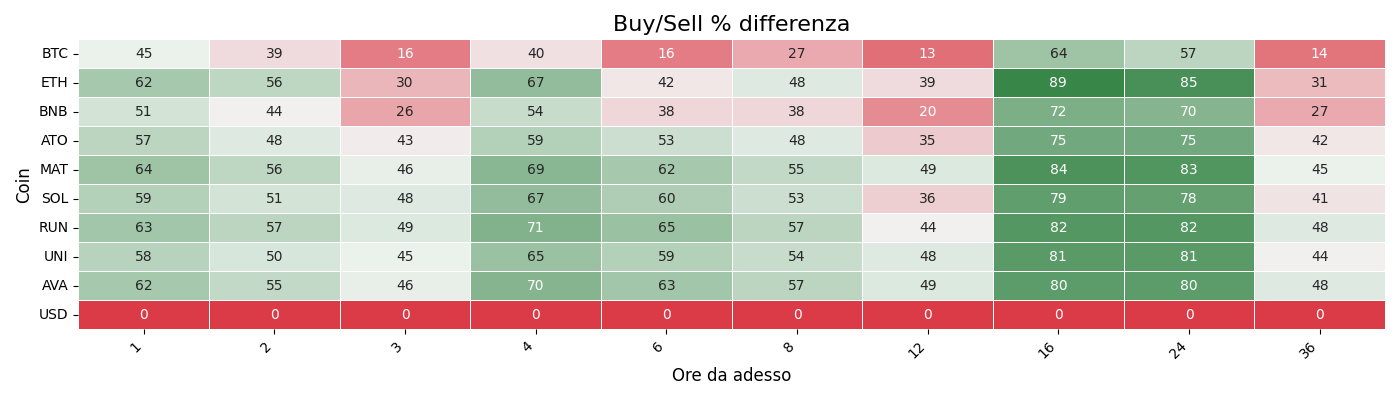 Buy/Sell % differenza
Coin
BTC 45 39 16 40 16 27 13 64 57 14
ETH 62 56 30 67 42 48 39 89 85 31
BNB 51 44 26 54 38 38 20 72 70 27
ATO 57 48 43 59 53 48 35 75 75 42
MAT 64 56 46 69 62 55 49 84 83 45
SOL 59 51 48 67 60 53 36 79 78 41
RUN 63 57 49 71 65 57 44 82 82 48
UNI 58 50 45 65 59 54 48 81 81 44
AVA 62 55 46 70 63 57 49 80 80 48
USD 0 0 0 0 0 0 0 0 0 0
1 2 3 4 6 8 12 16 24 36
Ore da adesso